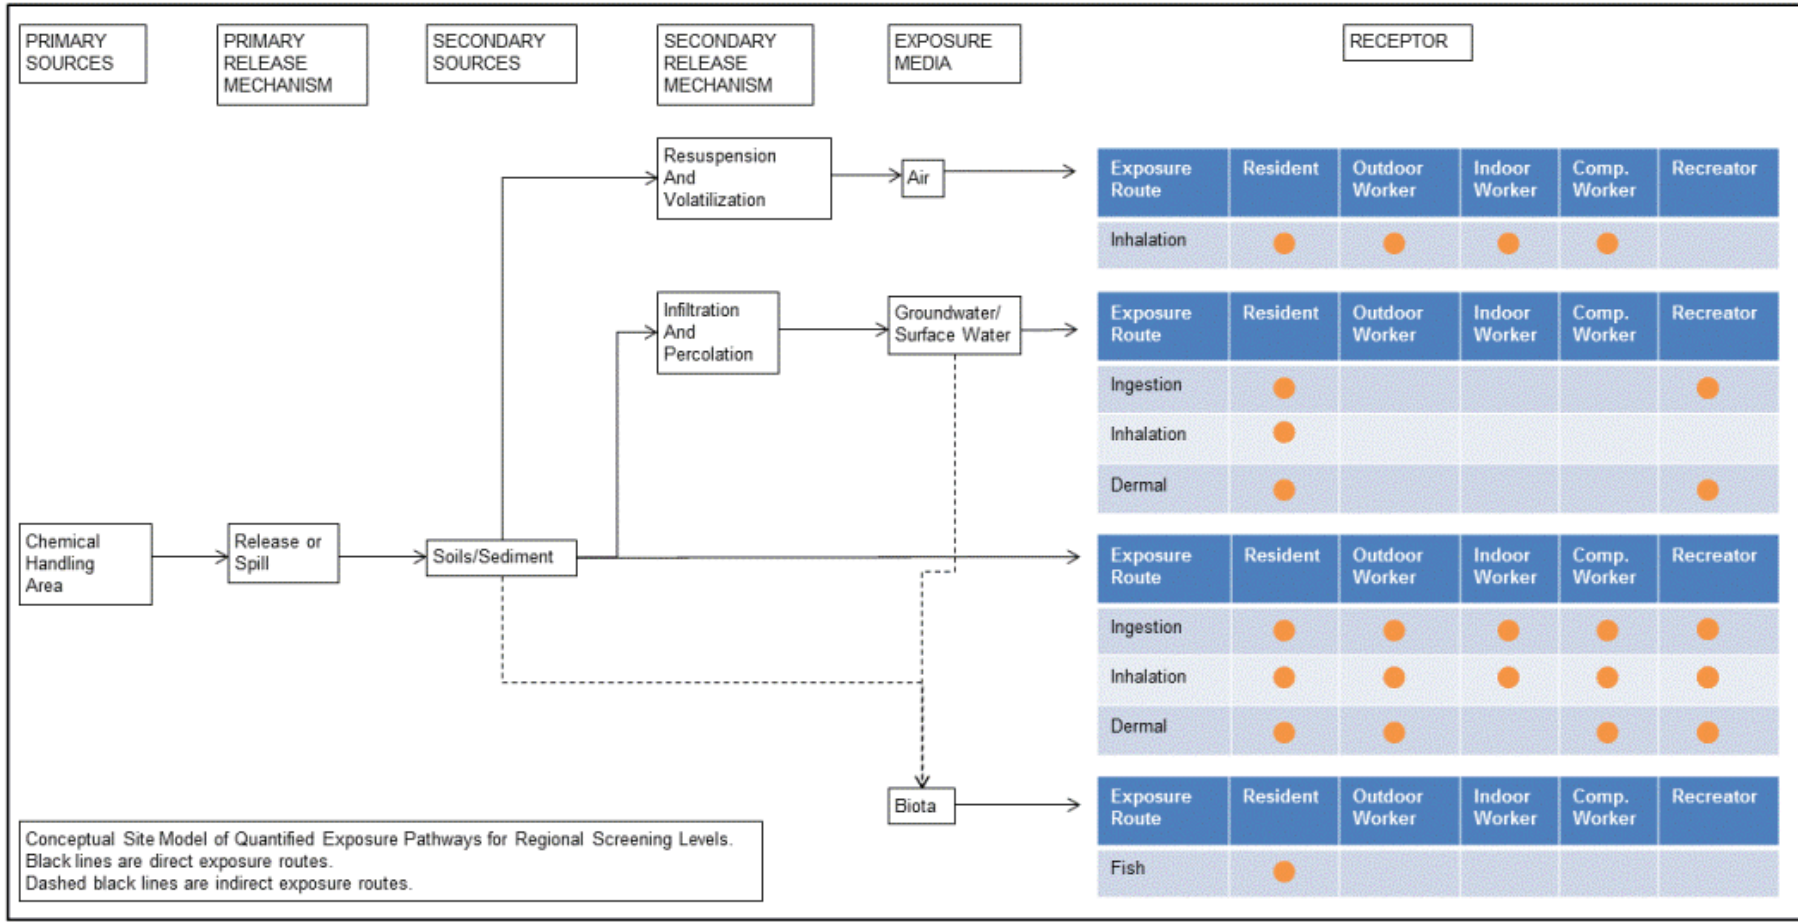 PRIMARY
SOURCES
PRIMARY
RELEASE
MECHANISM
SECONDARY
SOURCES
SECONDARY
RELEASE
MECHANISM
EXPOSURE
MEDIA
RECEPTOR
Resuspension
And
Volatilization
Air
Exposure
Route
Resident
Outdoor
Worker
Indoor
Worker
Comp.
Worker
Recreator
Inhalation
Infiltration
And
Percolation
Groundwater/
Surface Water
Exposure
Route
Resident
Outdoor
Worker
Indoor
Worker
Comp.
Worker
Recreator
Ingestion
Inhalation
Dermal
Chemical
Handling
Area
Release or
Spill
Soils/Sediment
Exposure
Route
Resident
Outdoor
Worker
Indoor
Worker
Comp.
Worker
Recreator
Ingestion
Inhalation
Dermal
Biota
Exposure
Route
Resident
Outdoor
Worker
Indoor
Worker
Comp.
Worker
Recreator
Fish
Conceptual Site Model of Quantified Exposure Pathways for Regional Screening Levels.
Black lines are direct exposure routes.
Dashed black lines are indirect exposure routes.